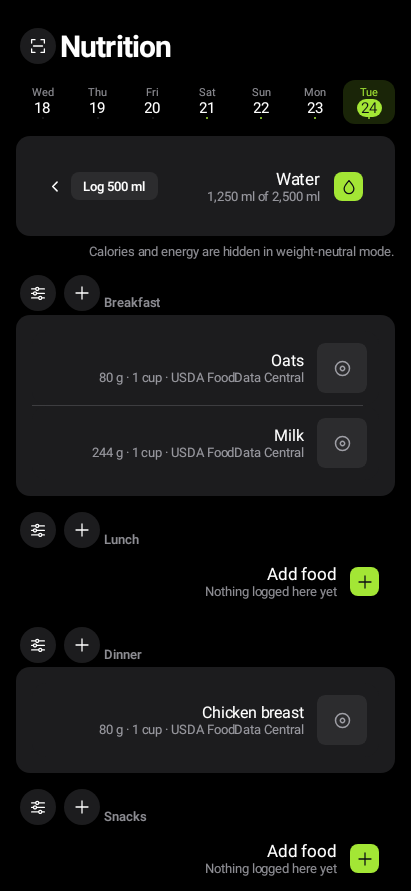 Nutrition
Wed Thu Fri Sat Sun Mon Tue
18 19 20 21 22 23 24
Water
Log 500 ml
1,250 ml of 2,500 ml
Calories and energy are hidden in weight-neutral mode.
Breakfast
Oats
80 g · 1 cup · USDA FoodData Central
Milk
244 g · 1 cup · USDA FoodData Central
Lunch
Add food
Nothing logged here yet
Dinner
Chicken breast
80 g · 1 cup · USDA FoodData Central
Snacks
Add food
Nothing logged here yet